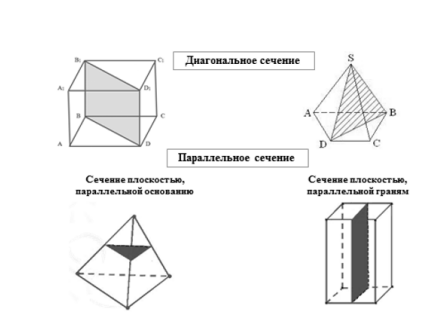 Диагональное сечение
B₁
C₁
A₁
D₁
B
C
A
D
S
A
B
D
C
Параллельное сечение
Сечение плоскостью,
параллельной основанию
Сечение плоскостью,
параллельной граням